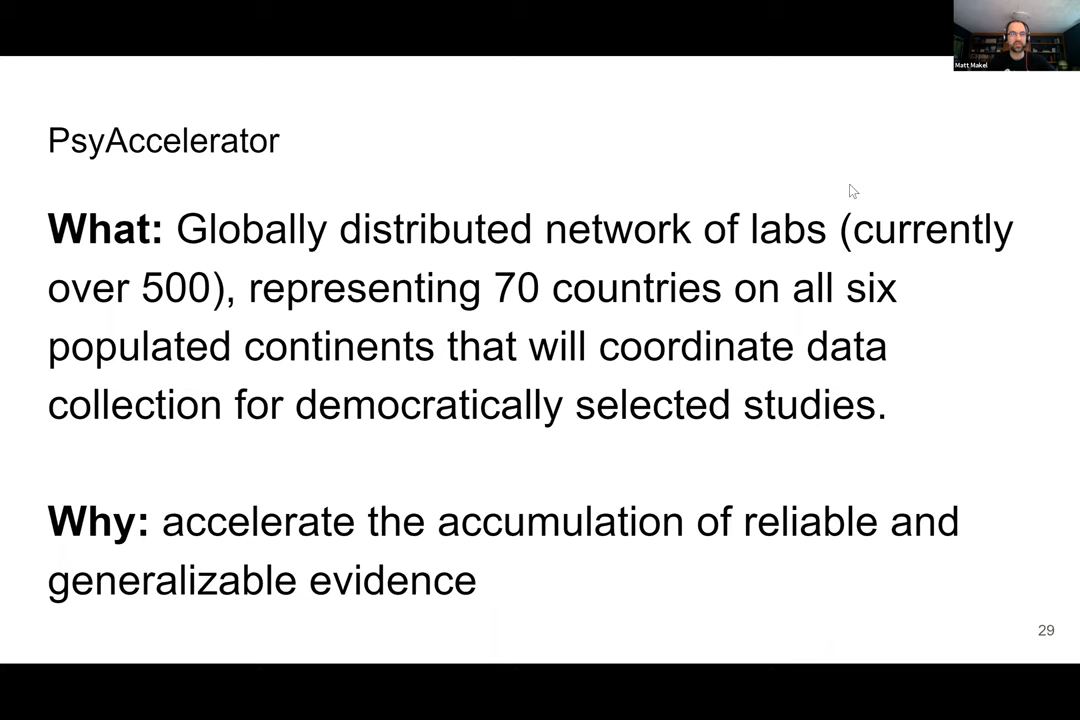 Matt Makel
PsyAccelerator
What: Globally distributed network of labs (currently
over 500), representing 70 countries on all six
populated continents that will coordinate data
collection for democratically selected studies.
Why: accelerate the accumulation of reliable and
generalizable evidence
29